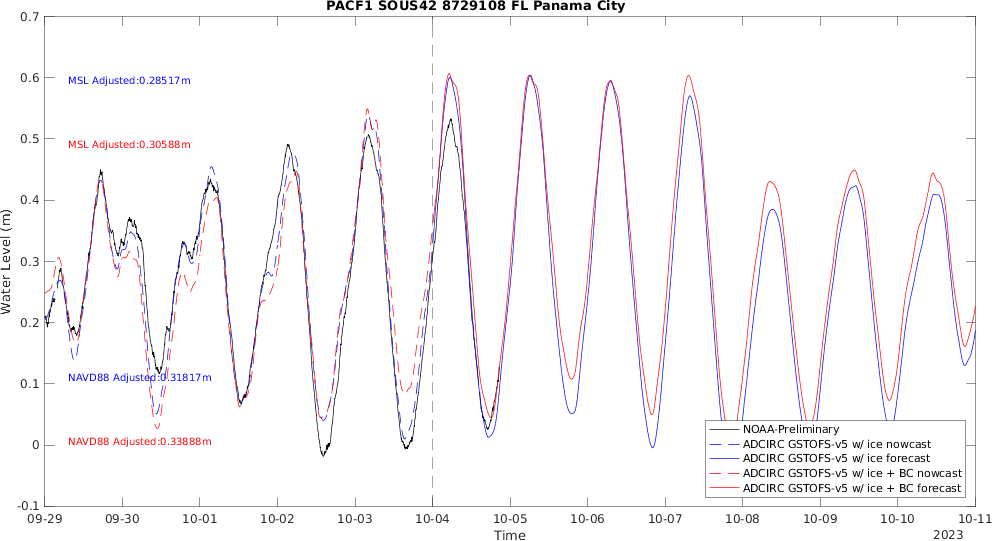 PACF1 SOUS42 8729108 FL Panama City
0.7
0.6
0.5
0.4
0.3
0.2
0.1
0
-0.1
Water Level (m)
MSL Adjusted:0.28517m
MSL Adjusted:0.30588m
NAVD88 Adjusted:0.31817m
NAVD88 Adjusted:0.33888m
NOAA-Preliminary
ADCIRC GSTOFS-v5 w/ ice nowcast
ADCIRC GSTOFS-v5 w/ ice forecast
ADCIRC GSTOFS-v5 w/ ice + BC nowcast
ADCIRC GSTOFS-v5 w/ ice + BC forecast
09-29 09-30 10-01 10-02 10-03 10-04 10-05 10-06 10-07 10-08 10-09 10-10 10-11
Time
2023